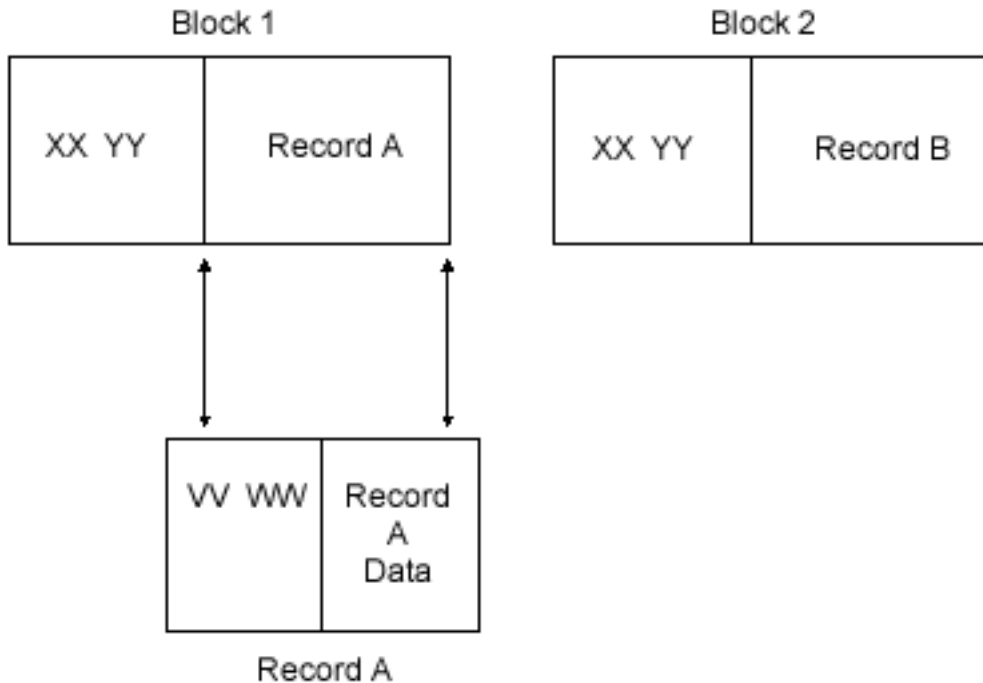 Block 1
Block 2
XX YY
Record A
XX YY
Record B
VV WW
Record
A
Data
Record A